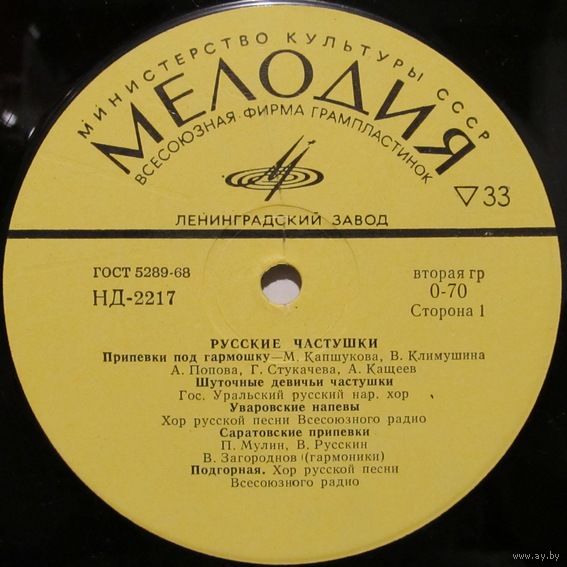 МИНИСТЕРСТВО КУЛЬТУРЫ СССР
МЕЛОДИЯ
ВСЕСОЮЗНАЯ ФИРМА ГРАМПЛАСТИНОК
▽33
ЛЕНИНГРАДСКИЙ ЗАВОД
ГОСТ 5289-68
вторая гр
НД-2217
0-70
Сторона 1
РУССКИЕ ЧАСТУШКИ
Припевки под гармошку—М. Капшукова, В. Климушина
А. Попова, Г. Стукачева, А. Кащеев
Шуточные девичьи частушки
Гос. Уральский русский нар. хор
Уваровские напевы
Хор русской песни Всесоюзного радио
Саратовские припевки
П. Мулин, В. Русскин
В. Загороднов (гармоники)
Подгорная. Хор русской песни
Всесоюзного радио
www.ay.by